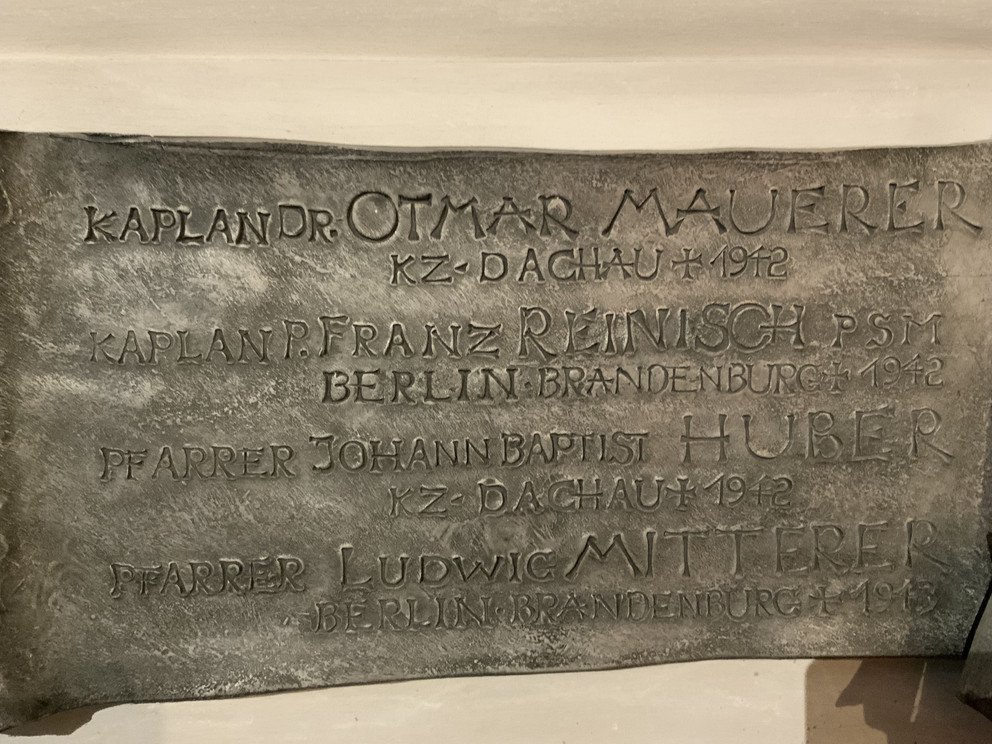 KAPLAN DR. OTMAR MAUERER
KZ-DACHAU ✝ 1942
KAPLAN P. FRANZ REINISCH PSM
BERLIN·BRANDENBURG ✝ 1942
PFARRER JOHANN BAPTIST HUBER
KZ-DACHAU ✝ 1942
PFARRER LUDWIG MITTERER
BERLIN·BRANDENBURG ✝ 1943